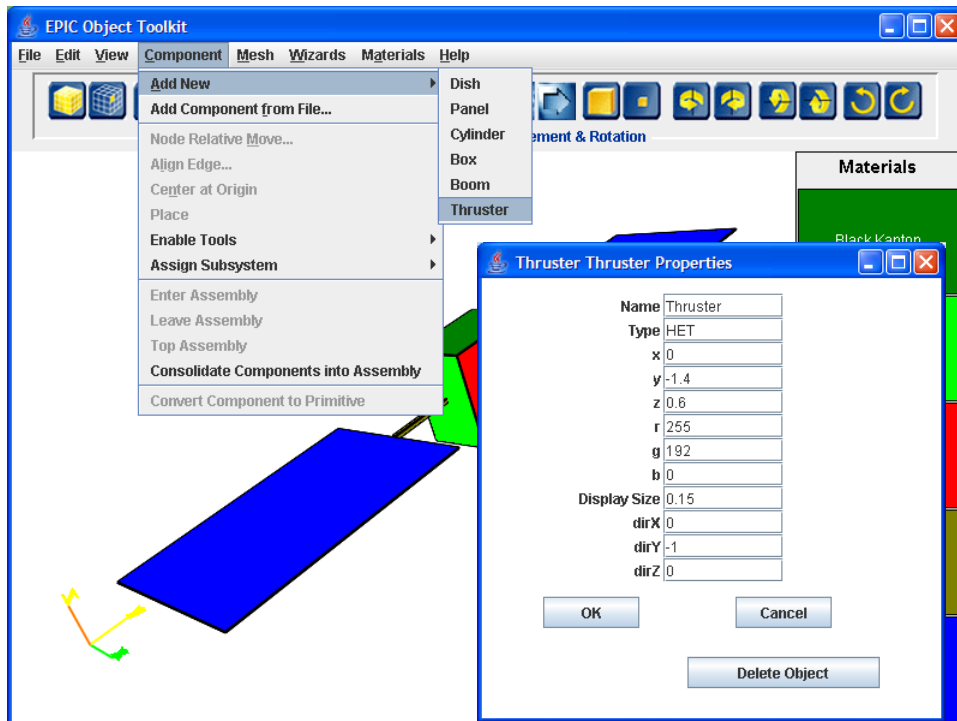 EPIC Object Toolkit
File Edit View Component Mesh Wizards Materials Help
Add New
Add Component from File...
Node Relative Move...
Align Edge...
Center at Origin
Place
Enable Tools
Assign Subsystem
Enter Assembly
Leave Assembly
Top Assembly
Consolidate Components into Assembly
Convert Component to Primitive
Dish
Panel
Cylinder
Box
Boom
Thruster
ement & Rotation
Materials
Black Kapton
Thruster Thruster Properties
Name Thruster
Type HET
x 0
y -1.4
z 0.6
r 255
g 192
b 0
Display Size 0.15
dirX 0
dirY -1
dirZ 0
OK Cancel
Delete Object